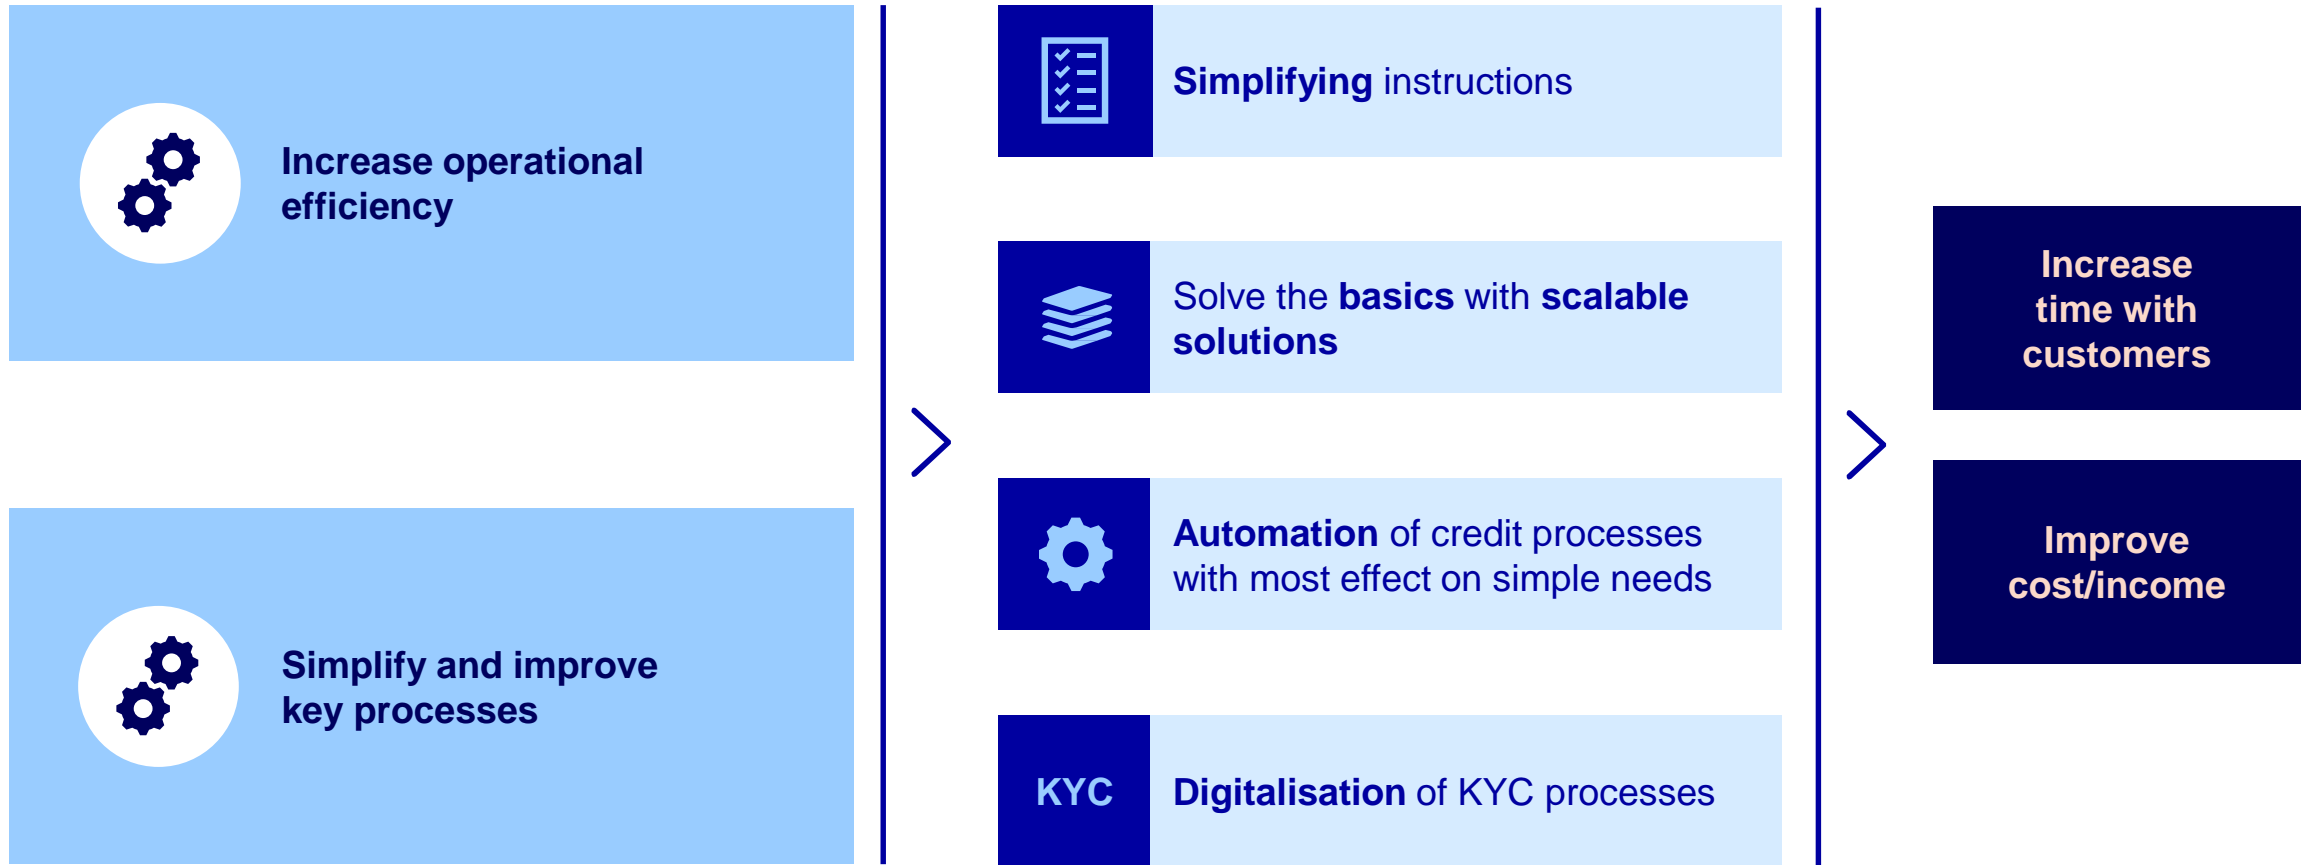 Increase operational
efficiency
Simplify and improve
key processes
Simplifying instructions
Solve the basics with scalable
solutions
Automation of credit processes
with most effect on simple needs
KYC
Digitalisation of KYC processes
Increase
time with
customers
Improve
cost/income